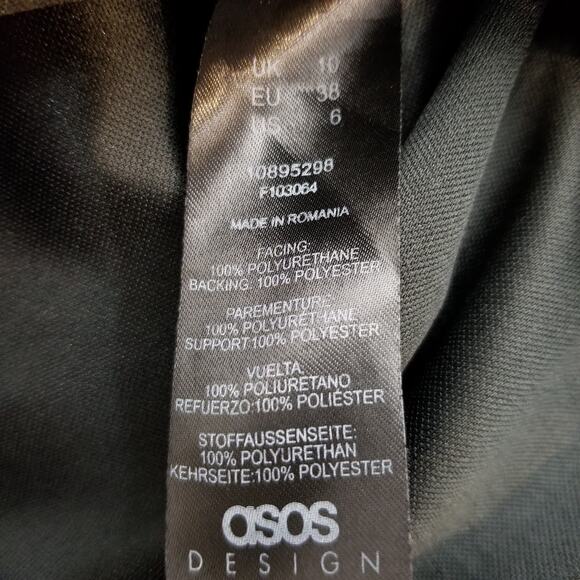 UK 10
EU 38
US 6
10895298
F103064
MADE IN ROMANIA
FACING:
100% POLYURETHANE
BACKING: 100% POLYESTER
PAREMENTURE:
100% POLYURÉTHANE
SUPPORT:100% POLYESTER
VUELTA:
100% POLIURETANO
REFUERZO:100% POLIÉSTER
STOFFAUSSENSEITE:
100% POLYURETHAN
KEHRSEITE:100% POLYESTER
asos
DESIGN